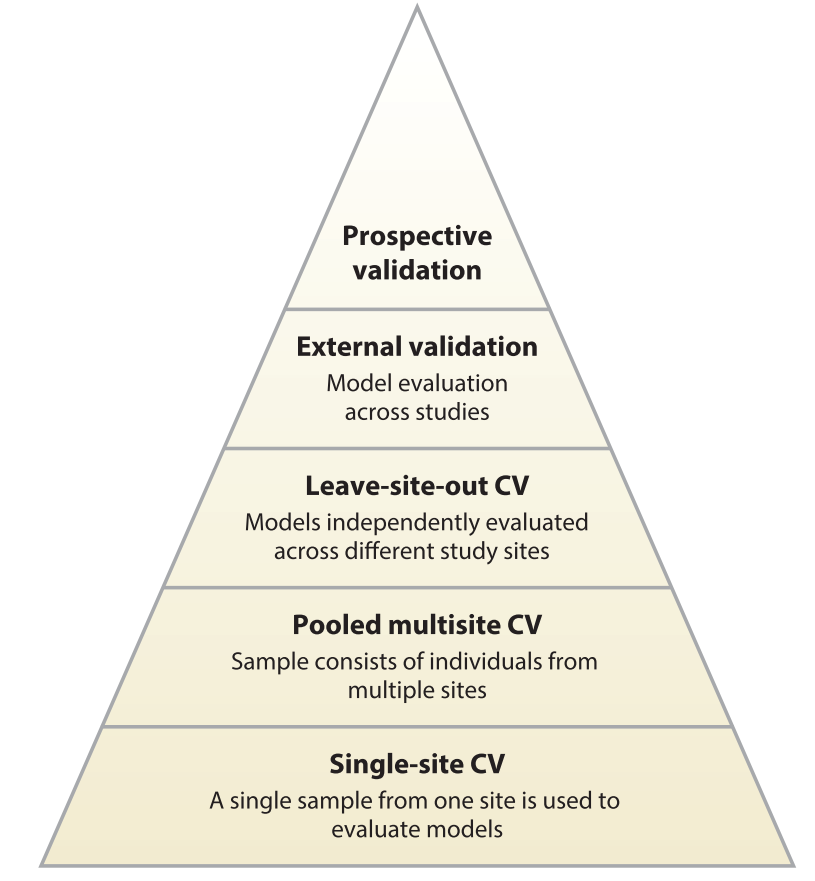 Prospective
validation
External validation
Model evaluation
across studies
Leave-site-out CV
Models independently evaluated
across different study sites
Pooled multisite CV
Sample consists of individuals from
multiple sites
Single-site CV
A single sample from one site is used to
evaluate models